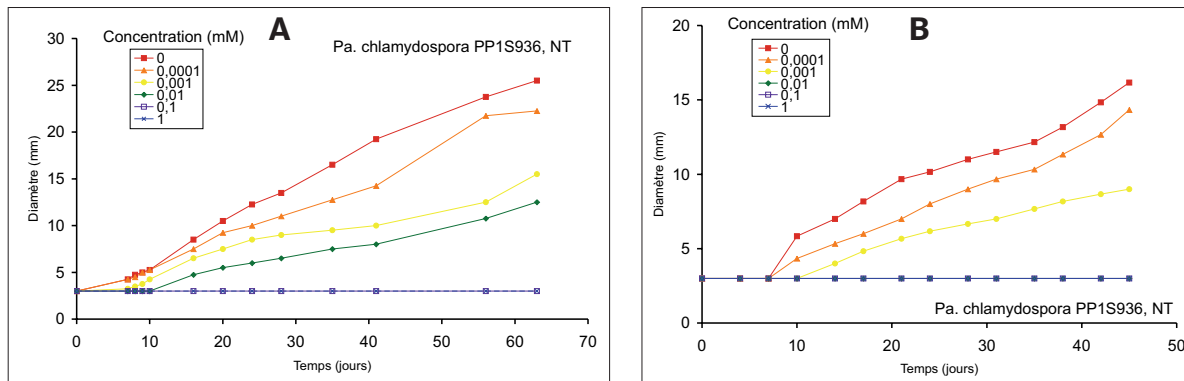 A
Concentration (mM)
0
0,0001
0,001
0,01
0,1
1
Pa. chlamydospora PP1S936, NT
Diamètre (mm)
30
25
20
15
10
5
0
0 10 20 30 40 50 60 70
Temps (jours)
B
Concentration (mM)
0
0,0001
0,001
0,01
0,1
1
Diamètre (mm)
20
15
10
5
0
Pa. chlamydospora PP1S936, NT
0 10 20 30 40 50
Temps (jours)